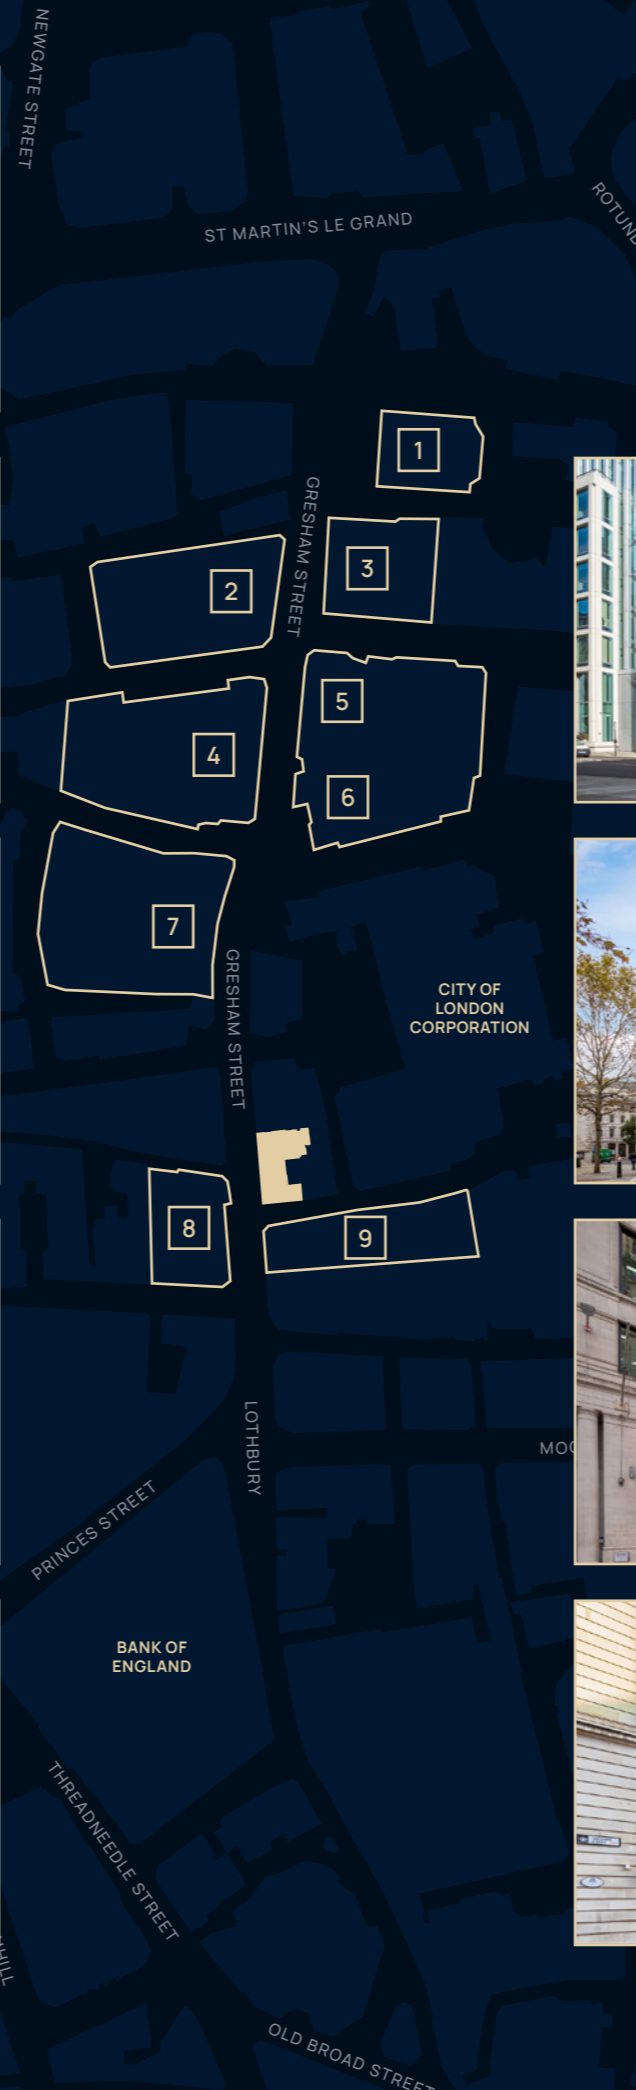 NEWGATE STREET
ST MARTIN'S LE GRAND
1
GRESHAM STREET
3
2
5
4
6
7
GRESHAM STREET
CITY OF
LONDON
CORPORATION
8
9
LOTHBURY
PRINCES STREET
BANK OF
ENGLAND
THREADNEEDLE STREET
OLD BROAD STREET